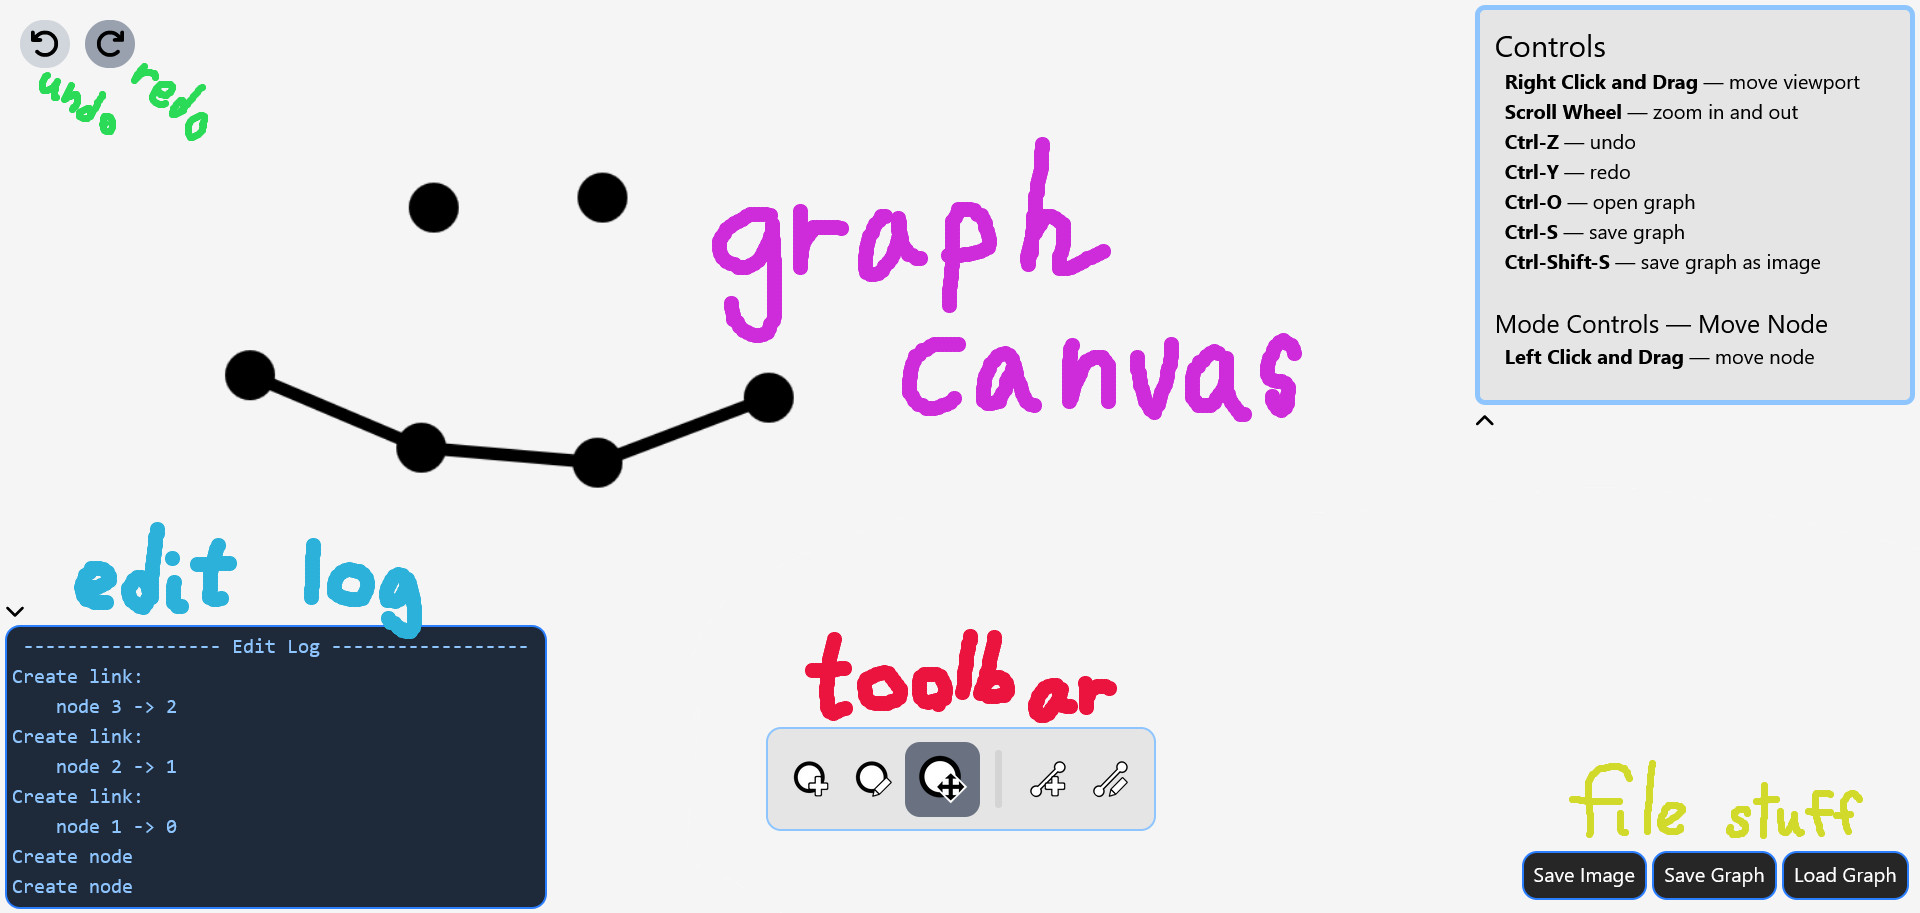 undo redo
graph
canvas
Controls
Right Click and Drag — move viewport
Scroll Wheel — zoom in and out
Ctrl-Z — undo
Ctrl-Y — redo
Ctrl-O — open graph
Ctrl-S — save graph
Ctrl-Shift-S — save graph as image
Mode Controls — Move Node
Left Click and Drag — move node
edit log
------------------ Edit Log ------------------
Create link:
node 3 -> 2
Create link:
node 2 -> 1
Create link:
node 1 -> 0
Create node
Create node
toolbar
file stuff
Save Image Save Graph Load Graph